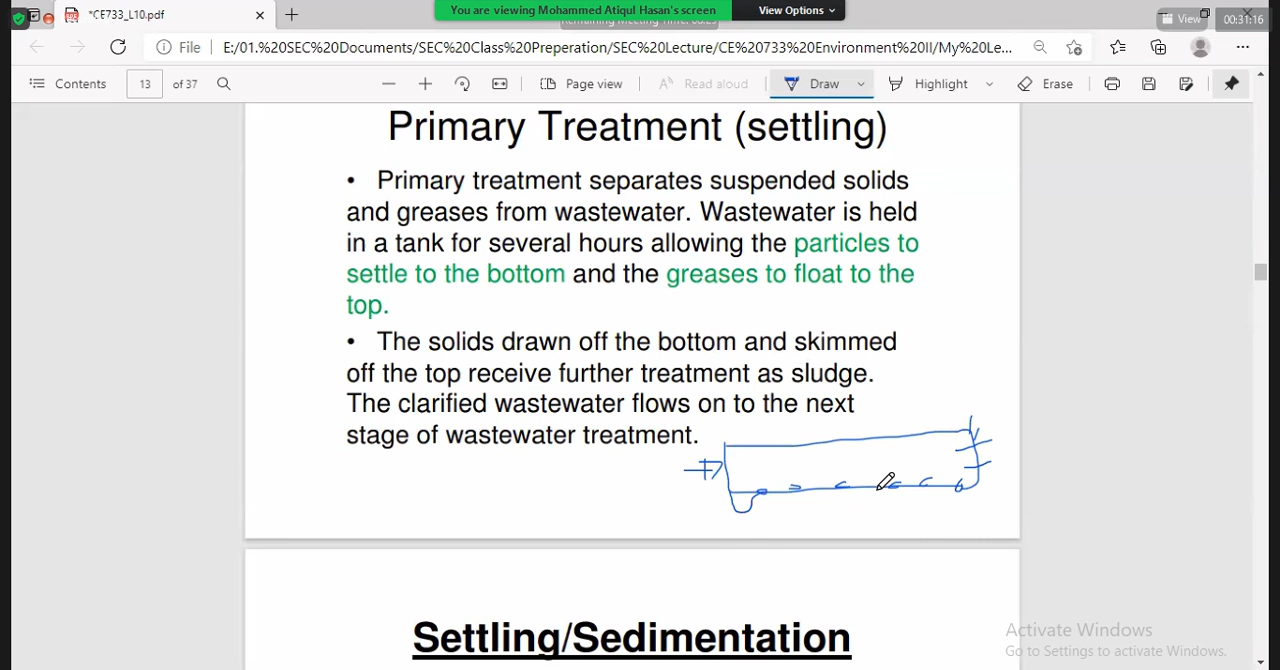 You are viewing Mohammed Atiqul Hasan's screen
View Options
*CE733_L10.pdf
View
00:31:16
File
E:/01.%20SEC%20Documents/SEC%20Class%20Preperation/SEC%20Lecture/CE%20733%20Environment%20II/My%20Le...
Contents
13
of 37
Page view
Read aloud
Draw
Highlight
Erase
Primary Treatment (settling)
• Primary treatment separates suspended solids
and greases from wastewater. Wastewater is held
in a tank for several hours allowing the particles to
settle to the bottom and the greases to float to the
top.
• The solids drawn off the bottom and skimmed
off the top receive further treatment as sludge.
The clarified wastewater flows on to the next
stage of wastewater treatment.
Settling/Sedimentation
Activate Windows
Go to Settings to activate Windows.